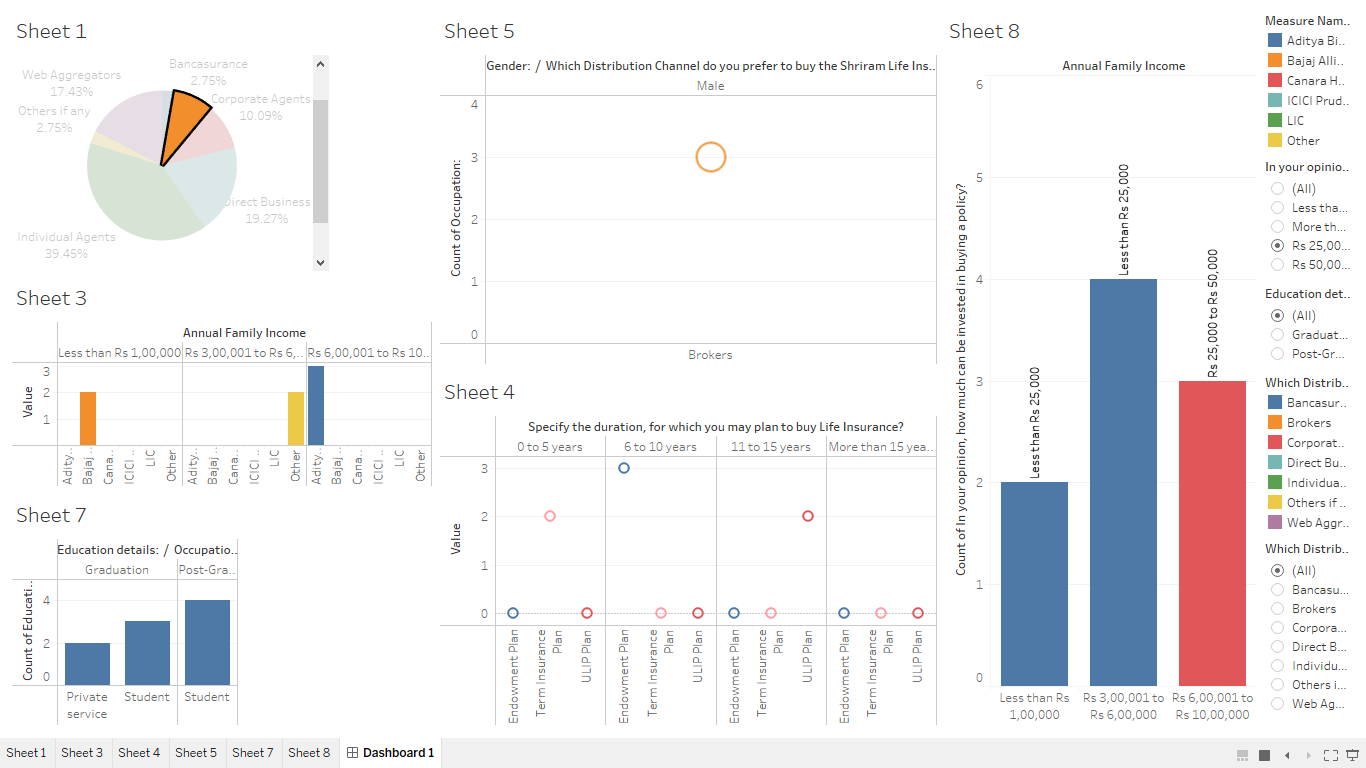 Sheet 1
Bancasurance
2.75%
Web Aggregators
17.43%
Corporate Agents
10.09%
Others if any
2.75%
Direct Business
19.27%
Individual Agents
39.45%
Sheet 3
Annual Family Income
Less than Rs 1,00,000 Rs 3,00,001 to Rs 6,.. Rs 6,00,001 to Rs 10..
Value
3
2
1
Adity.. Bajaj .. Cana.. ICICI .. LIC Other Adity.. Bajaj .. Cana.. ICICI .. LIC Other Adity.. Bajaj .. Cana.. ICICI .. LIC Other
Sheet 7
Education details: / Occupatio..
Graduation Post-Gra..
Count of Educati..
4
2
0
Private service Student Student
Sheet 5
Gender: / Which Distribution Channel do you prefer to buy the Shriram Life Ins..
Male
Count of Occupation:
4
3
2
1
0
Brokers
Sheet 4
Specify the duration, for which you may plan to buy Life Insurance?
0 to 5 years 6 to 10 years 11 to 15 years More than 15 yea..
Value
3
2
1
0
Endowment Plan Term Insurance Plan ULIP Plan Endowment Plan Term Insurance Plan ULIP Plan Endowment Plan Term Insurance Plan ULIP Plan Endowment Plan Term Insurance Plan ULIP Plan
Sheet 8
Annual Family Income
Count of In your opinion, how much can be invested in buying a policy?
6
5
4
3
2
1
0
Less than Rs 25,000
Less than Rs 25,000
Rs 25,000 to Rs 50,000
Less than Rs 1,00,000
Rs 3,00,001 to Rs 6,00,000
Rs 6,00,001 to Rs 10,00,000
Measure Nam..
Aditya Bi..
Bajaj Alli..
Canara H..
ICICI Prud..
LIC
Other
In your opinio..
(All)
Less tha...
More th...
Rs 25,00...
Rs 50,00...
Education det..
(All)
Graduat...
Post-Gr...
Which Distrib..
Bancasur..
Brokers
Corporat..
Direct Bu..
Individua..
Others if ..
Web Aggr..
Which Distrib..
(All)
Bancasu...
Brokers
Corpora...
Direct B...
Individu...
Others i...
Web Ag...
Sheet 1 Sheet 3 Sheet 4 Sheet 5 Sheet 7 Sheet 8 Dashboard 1